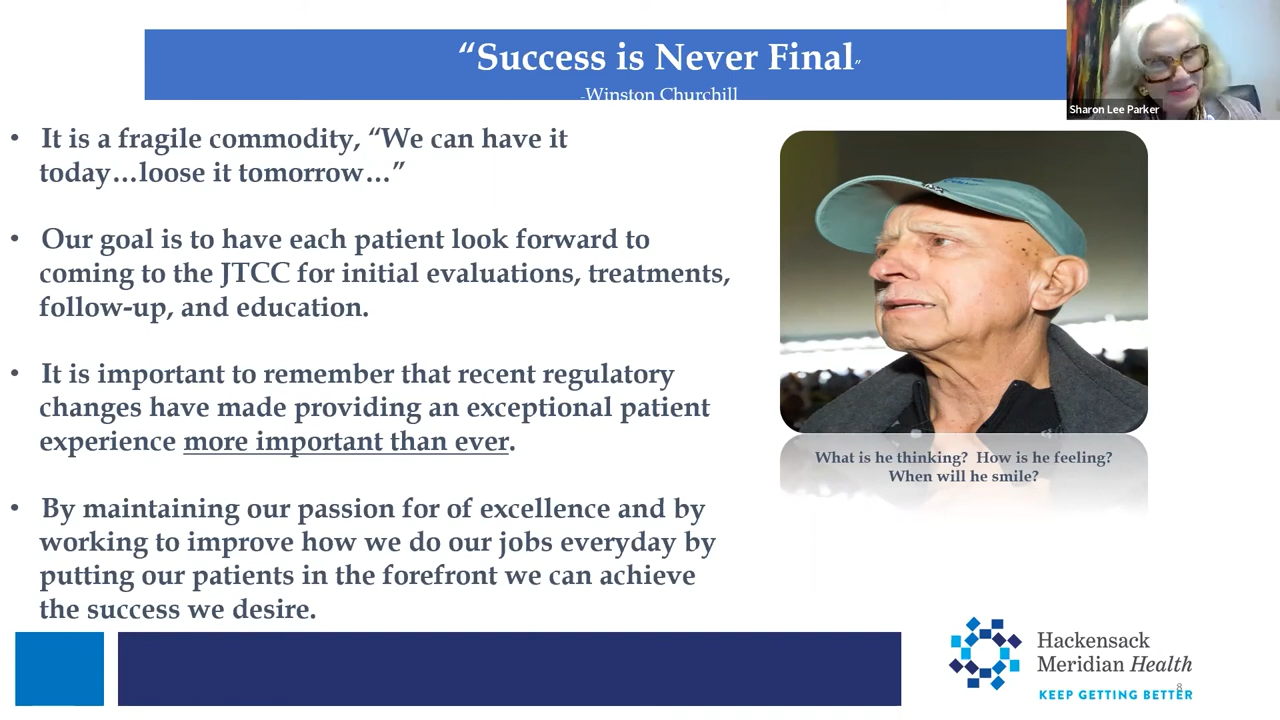 “Success is Never Final”
-Winston Churchill
Sharon Lee Parker
• It is a fragile commodity, “We can have it
today…loose it tomorrow…”
• Our goal is to have each patient look forward to
coming to the JTCC for initial evaluations, treatments,
follow-up, and education.
• It is important to remember that recent regulatory
changes have made providing an exceptional patient
experience more important than ever.
• By maintaining our passion for of excellence and by
working to improve how we do our jobs everyday by
putting our patients in the forefront we can achieve
the success we desire.
What is he thinking?  How is he feeling?
When will he smile?
Hackensack
Meridian Health
KEEP GETTING BETTER
8